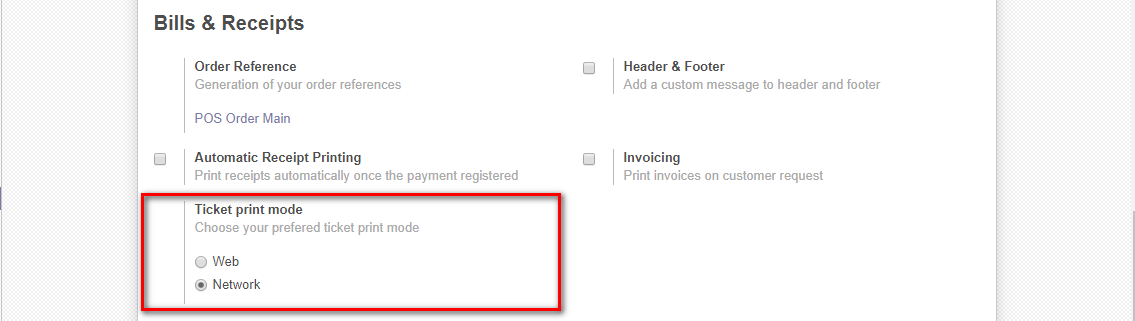 Bills & Receipts
Order Reference
Generation of your order references
POS Order Main
Header & Footer
Add a custom message to header and footer
Automatic Receipt Printing
Print receipts automatically once the payment registered
Invoicing
Print invoices on customer request
Ticket print mode
Choose your prefered ticket print mode
Web
Network